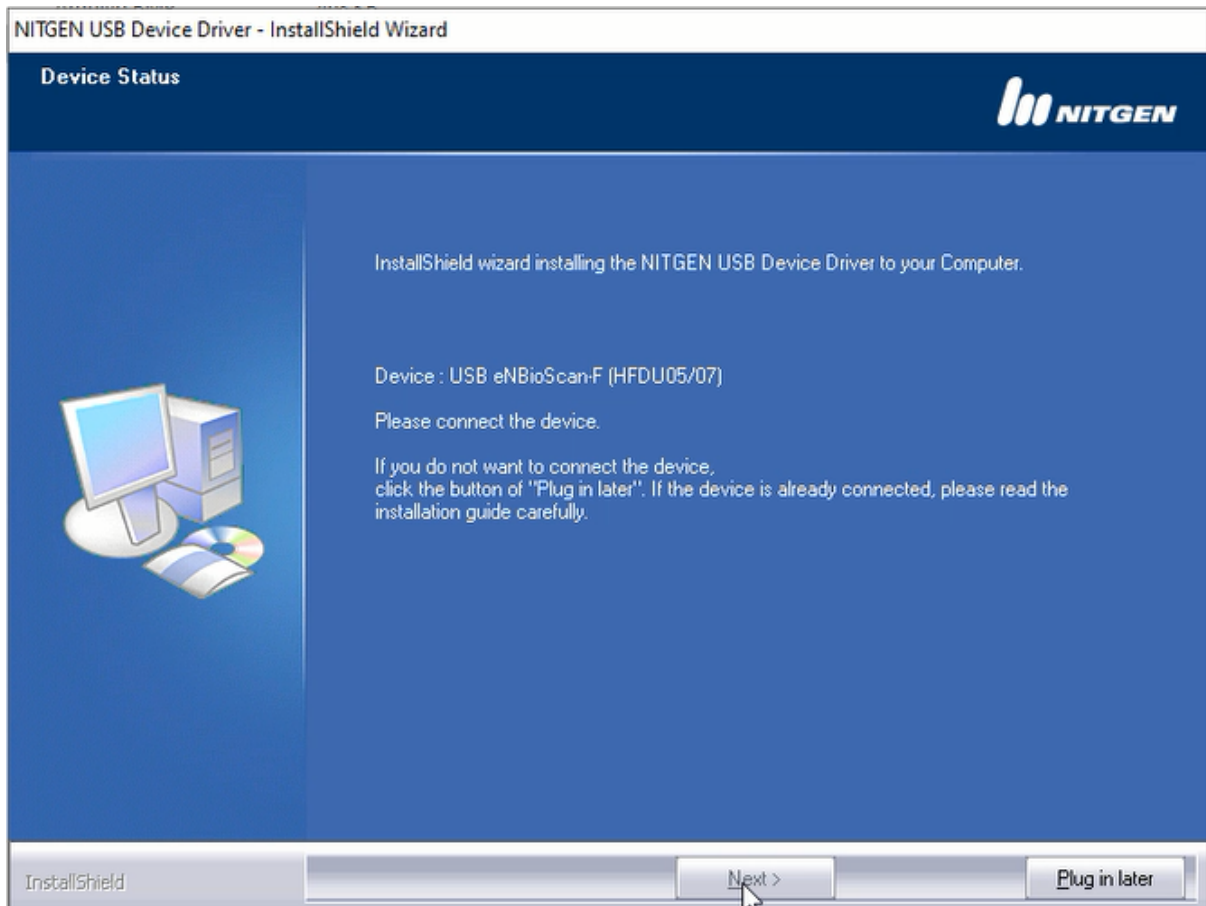 NITGEN USB Device Driver - InstallShield Wizard
Device Status
NITGEN
InstallShield wizard installing the NITGEN USB Device Driver to your Computer.
Device : USB eNBioScan-F (HFDU05/07)
Please connect the device.
If you do not want to connect the device,
click the button of "Plug in later". If the device is already connected, please read the
installation guide carefully.
InstallShield
Next >
Plug in later